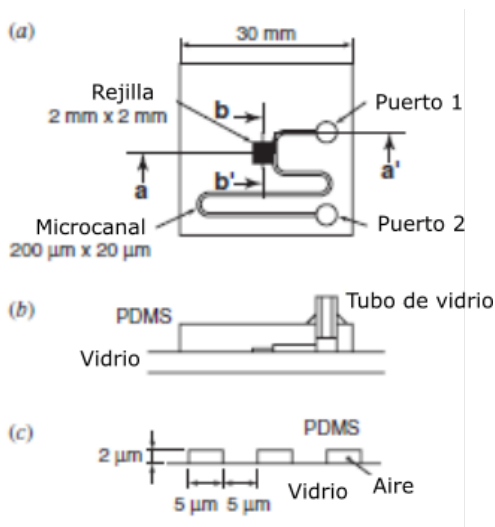 (a)
30 mm
Rejilla
2 mm x 2 mm
b
Puerto 1
a
b'
a'
Microcanal
200 μm x 20 μm
Puerto 2
(b)
PDMS
Tubo de vidrio
Vidrio
(c)
PDMS
2 μm
5 μm 5 μm
Vidrio
Aire